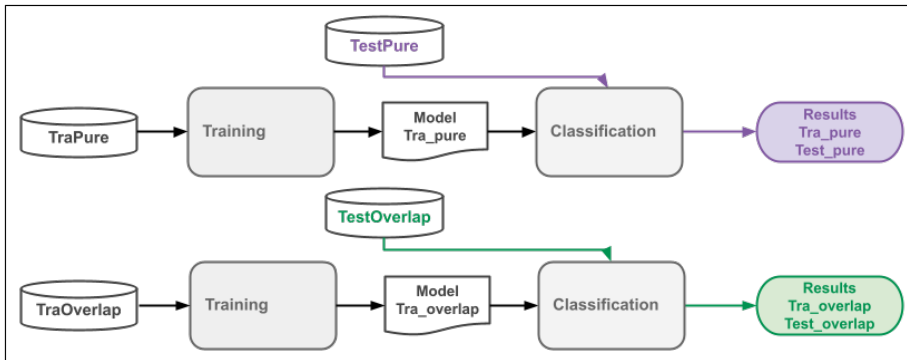 TestPure
TraPure
Training
Model
Tra_pure
Classification
Results
Tra_pure
Test_pure
TestOverlap
TraOverlap
Training
Model
Tra_overlap
Classification
Results
Tra_overlap
Test_overlap